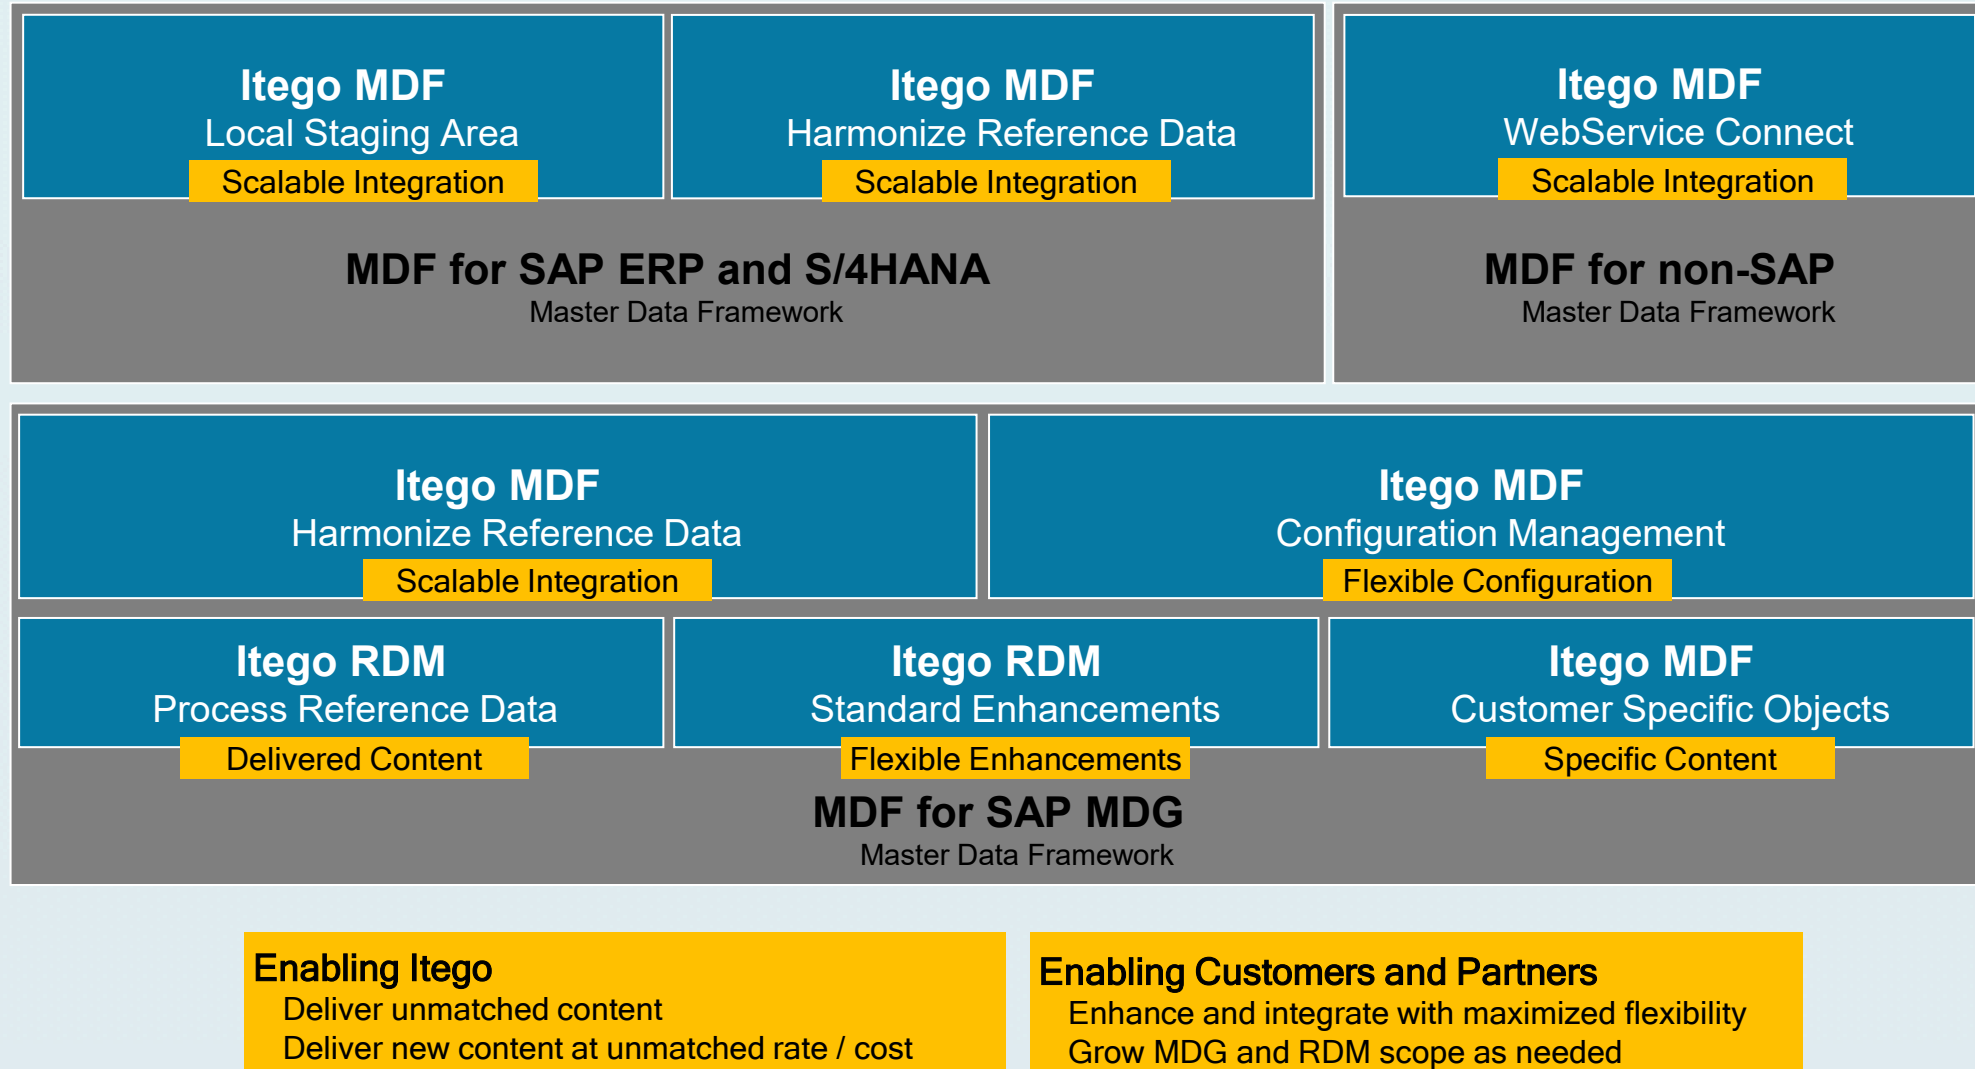 Itego MDF
Local Staging Area
Scalable Integration
Itego MDF
Harmonize Reference Data
Scalable Integration
MDF for SAP ERP and S/4HANA
Master Data Framework
Itego MDF
WebService Connect
Scalable Integration
MDF for non-SAP
Master Data Framework
Itego MDF
Harmonize Reference Data
Scalable Integration
Itego MDF
Configuration Management
Flexible Configuration
Itego RDM
Process Reference Data
Delivered Content
Itego RDM
Standard Enhancements
Flexible Enhancements
Itego MDF
Customer Specific Objects
Specific Content
MDF for SAP MDG
Master Data Framework
Enabling Itego
Deliver unmatched content
Deliver new content at unmatched rate / cost
Enabling Customers and Partners
Enhance and integrate with maximized flexibility
Grow MDG and RDM scope as needed